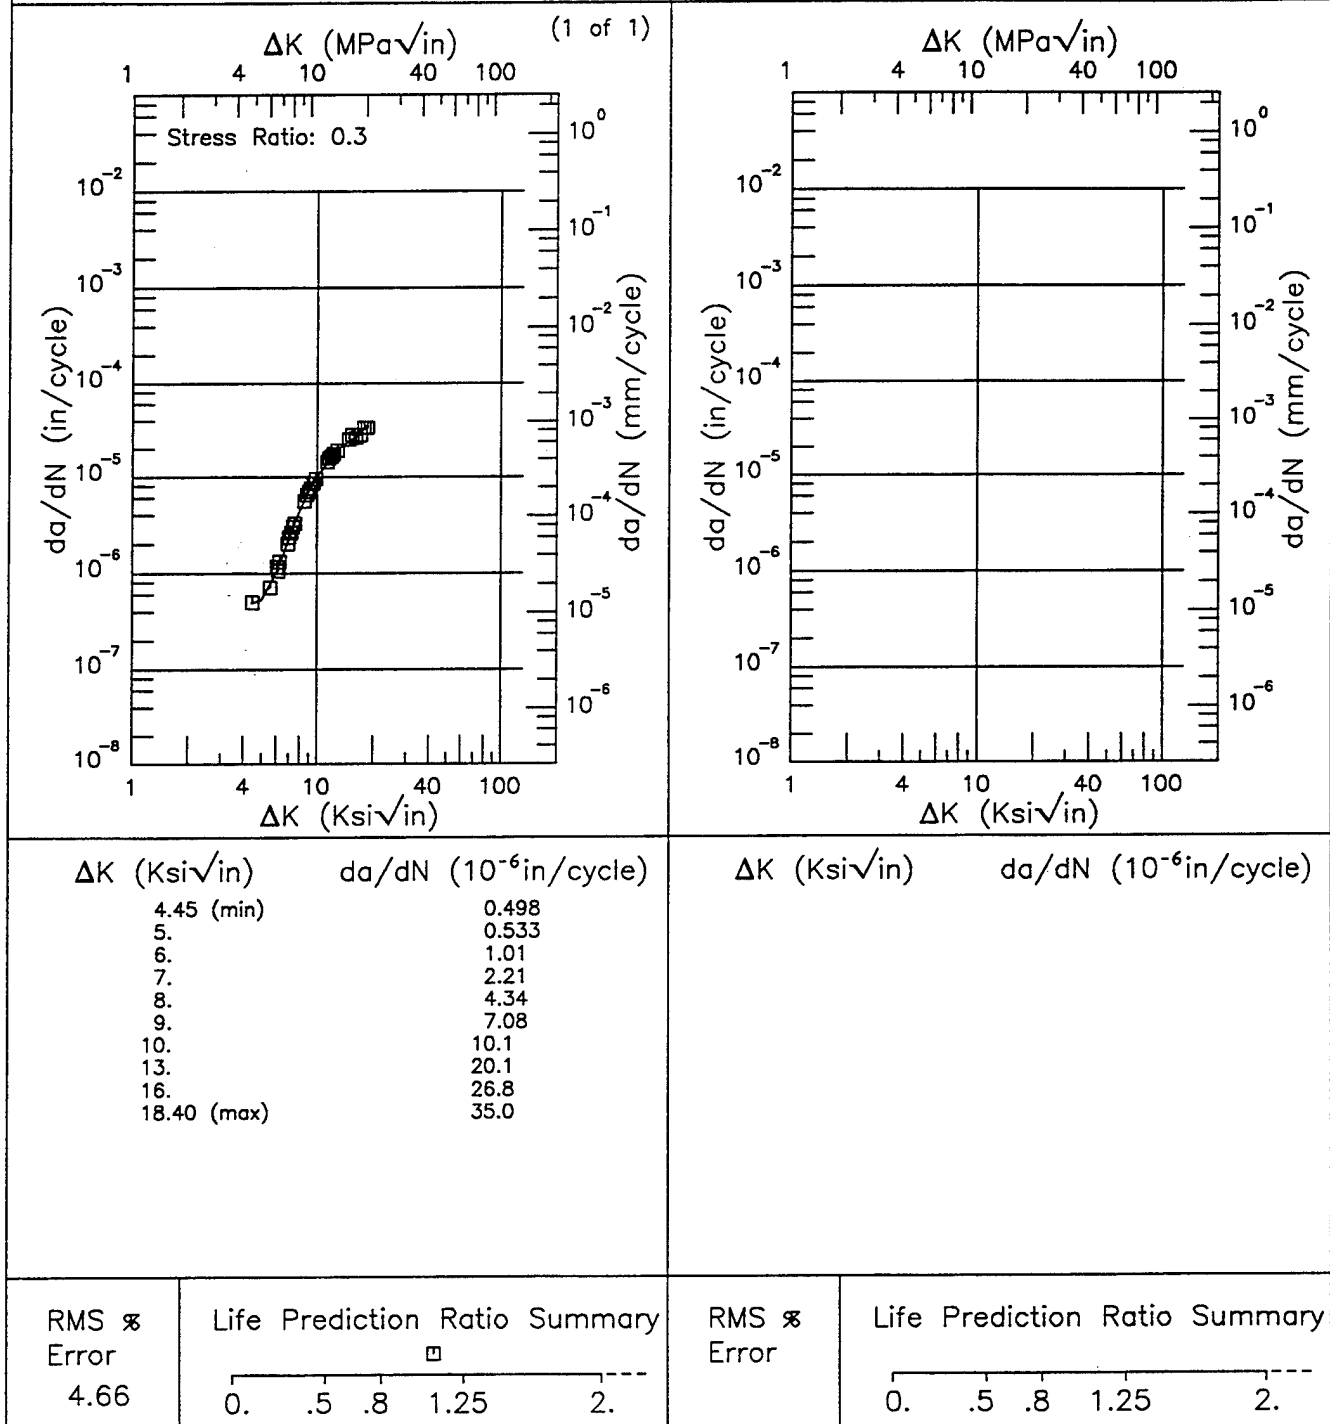 (1 of 1)
ΔK (MPa√in)
1 4 10 40 100
Stress Ratio: 0.3
da/dN (in/cycle)
10⁻²
10⁻³
10⁻⁴
10⁻⁵
10⁻⁶
10⁻⁷
10⁻⁸
10⁰
10⁻¹
10⁻²
10⁻³
10⁻⁴
10⁻⁵
10⁻⁶
da/dN (mm/cycle)
1 4 10 40 100
ΔK (Ksi√in)
ΔK (MPa√in)
1 4 10 40 100
da/dN (in/cycle)
10⁻²
10⁻³
10⁻⁴
10⁻⁵
10⁻�6
10⁻⁷
10⁻⁸
10⁰
10⁻¹
10⁻²
10⁻³
10⁻⁴
10⁻⁵
10⁻⁶
da/dN (mm/cycle)
1 4 10 40 100
ΔK (Ksi√in)
ΔK (Ksi√in) da/dN (10⁻⁶in/cycle)
4.45 (min) 0.498
5. 0.533
6. 1.01
7. 2.21
8. 4.34
9. 7.08
10. 10.1
13. 20.1
16. 26.8
18.40 (max) 35.0
ΔK (Ksi√in) da/dN (10⁻⁶in/cycle)
RMS %
Error
4.66
Life Prediction Ratio Summary
0. .5 .8 1.25 2.
RMS %
Error
Life Prediction Ratio Summary
0. .5 .8 1.25 2.